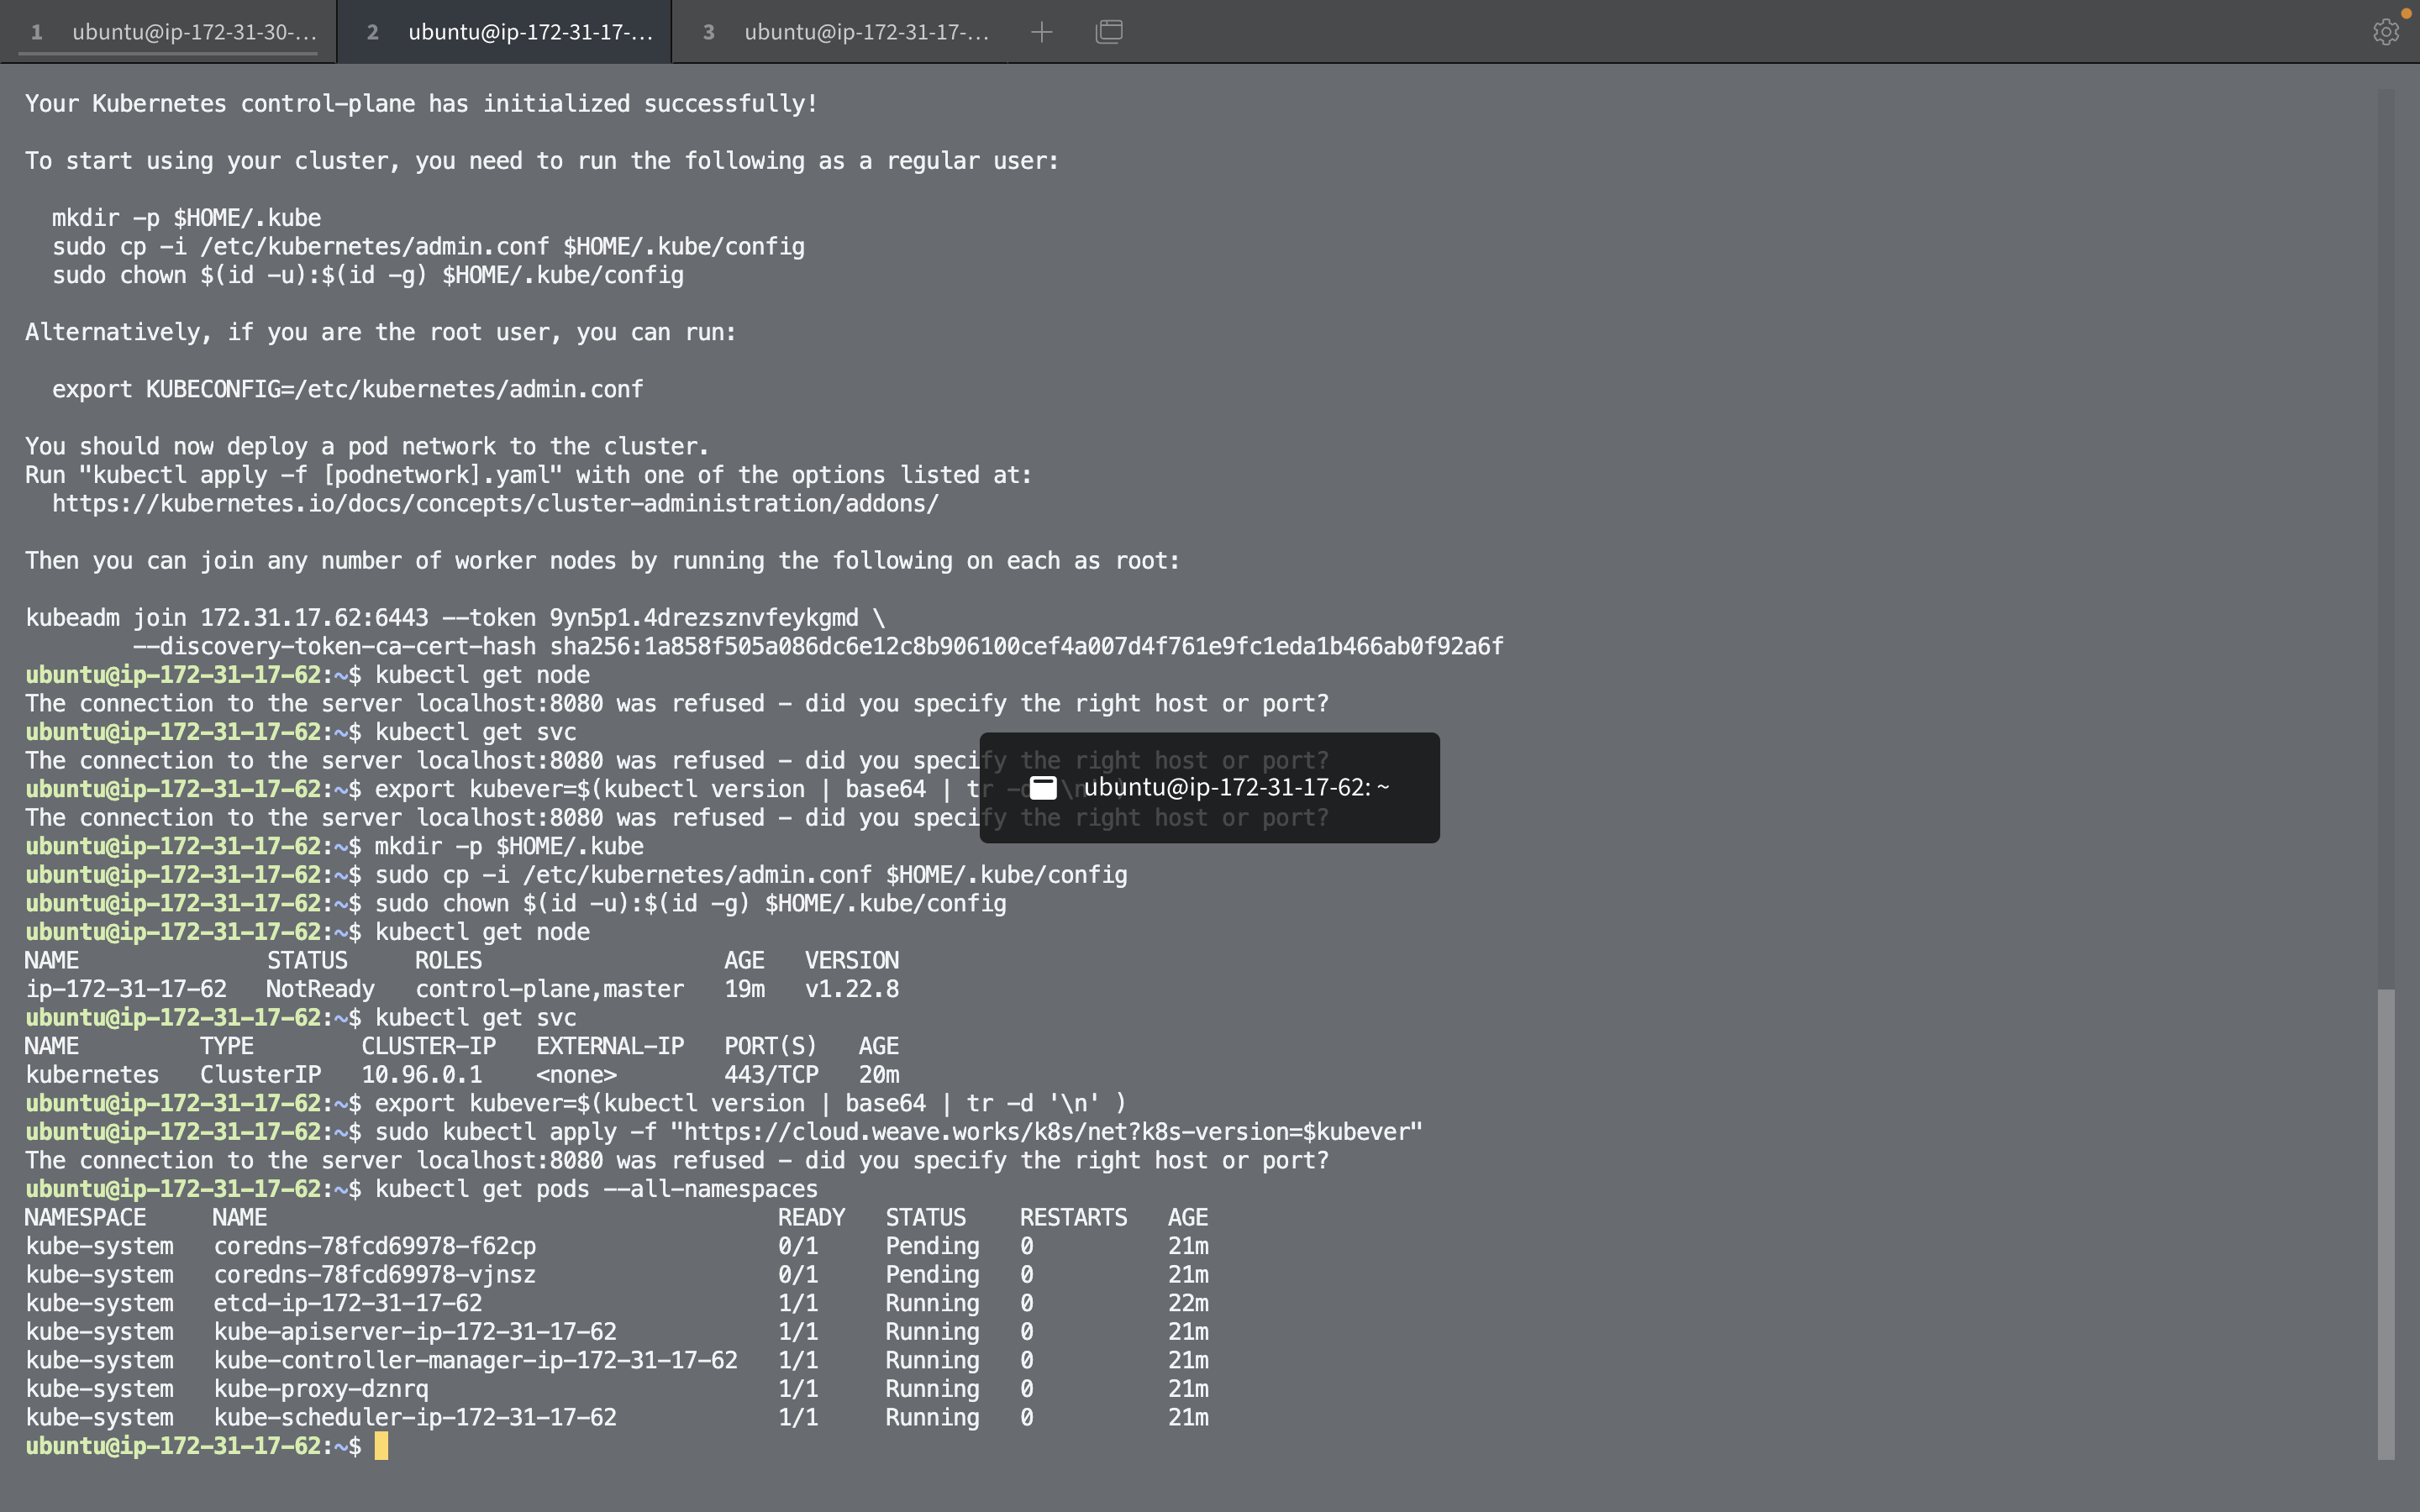 1 ubuntu@ip-172-31-30-...
2 ubuntu@ip-172-31-17-...
3 ubuntu@ip-172-31-17-...
Your Kubernetes control-plane has initialized successfully!
To start using your cluster, you need to run the following as a regular user:
mkdir -p $HOME/.kube
sudo cp -i /etc/kubernetes/admin.conf $HOME/.kube/config
sudo chown $(id -u):$(id -g) $HOME/.kube/config
Alternatively, if you are the root user, you can run:
export KUBECONFIG=/etc/kubernetes/admin.conf
You should now deploy a pod network to the cluster.
Run "kubectl apply -f [podnetwork].yaml" with one of the options listed at:
https://kubernetes.io/docs/concepts/cluster-administration/addons/
Then you can join any number of worker nodes by running the following on each as root:
kubeadm join 172.31.17.62:6443 --token 9yn5p1.4drezsznvfeykgmd \
--discovery-token-ca-cert-hash sha256:1a858f505a086dc6e12c8b906100cef4a007d4f761e9fc1eda1b466ab0f92a6f
ubuntu@ip-172-31-17-62:~$ kubectl get node
The connection to the server localhost:8080 was refused - did you specify the right host or port?
ubuntu@ip-172-31-17-62:~$ kubectl get svc
The connection to the server localhost:8080 was refused - did you specify the right host or port?
ubuntu@ip-172-31-17-62:~$ export kubever=$(kubectl version | base64 | tr -d
ubuntu@ip-172-31-17-62: ~
The connection to the server localhost:8080 was refused - did you specify the right host or port?
ubuntu@ip-172-31-17-62:~$ mkdir -p $HOME/.kube
ubuntu@ip-172-31-17-62:~$ sudo cp -i /etc/kubernetes/admin.conf $HOME/.kube/config
ubuntu@ip-172-31-17-62:~$ sudo chown $(id -u):$(id -g) $HOME/.kube/config
ubuntu@ip-172-31-17-62:~$ kubectl get node
NAME STATUS ROLES AGE VERSION
ip-172-31-17-62 NotReady control-plane,master 19m v1.22.8
ubuntu@ip-172-31-17-62:~$ kubectl get svc
NAME TYPE CLUSTER-IP EXTERNAL-IP PORT(S) AGE
kubernetes ClusterIP 10.96.0.1 <none> 443/TCP 20m
ubuntu@ip-172-31-17-62:~$ export kubever=$(kubectl version | base64 | tr -d '\n' )
ubuntu@ip-172-31-17-62:~$ sudo kubectl apply -f "https://cloud.weave.works/k8s/net?k8s-version=$kubever"
The connection to the server localhost:8080 was refused - did you specify the right host or port?
ubuntu@ip-172-31-17-62:~$ kubectl get pods --all-namespaces
NAMESPACE NAME READY STATUS RESTARTS AGE
kube-system coredns-78fcd69978-f62cp 0/1 Pending 0 21m
kube-system coredns-78fcd69978-vjnsz 0/1 Pending 0 21m
kube-system etcd-ip-172-31-17-62 1/1 Running 0 22m
kube-system kube-apiserver-ip-172-31-17-62 1/1 Running 0 21m
kube-system kube-controller-manager-ip-172-31-17-62 1/1 Running 0 21m
kube-system kube-proxy-dznrq 1/1 Running 0 21m
kube-system kube-scheduler-ip-172-31-17-62 1/1 Running 0 21m
ubuntu@ip-172-31-17-62:~$